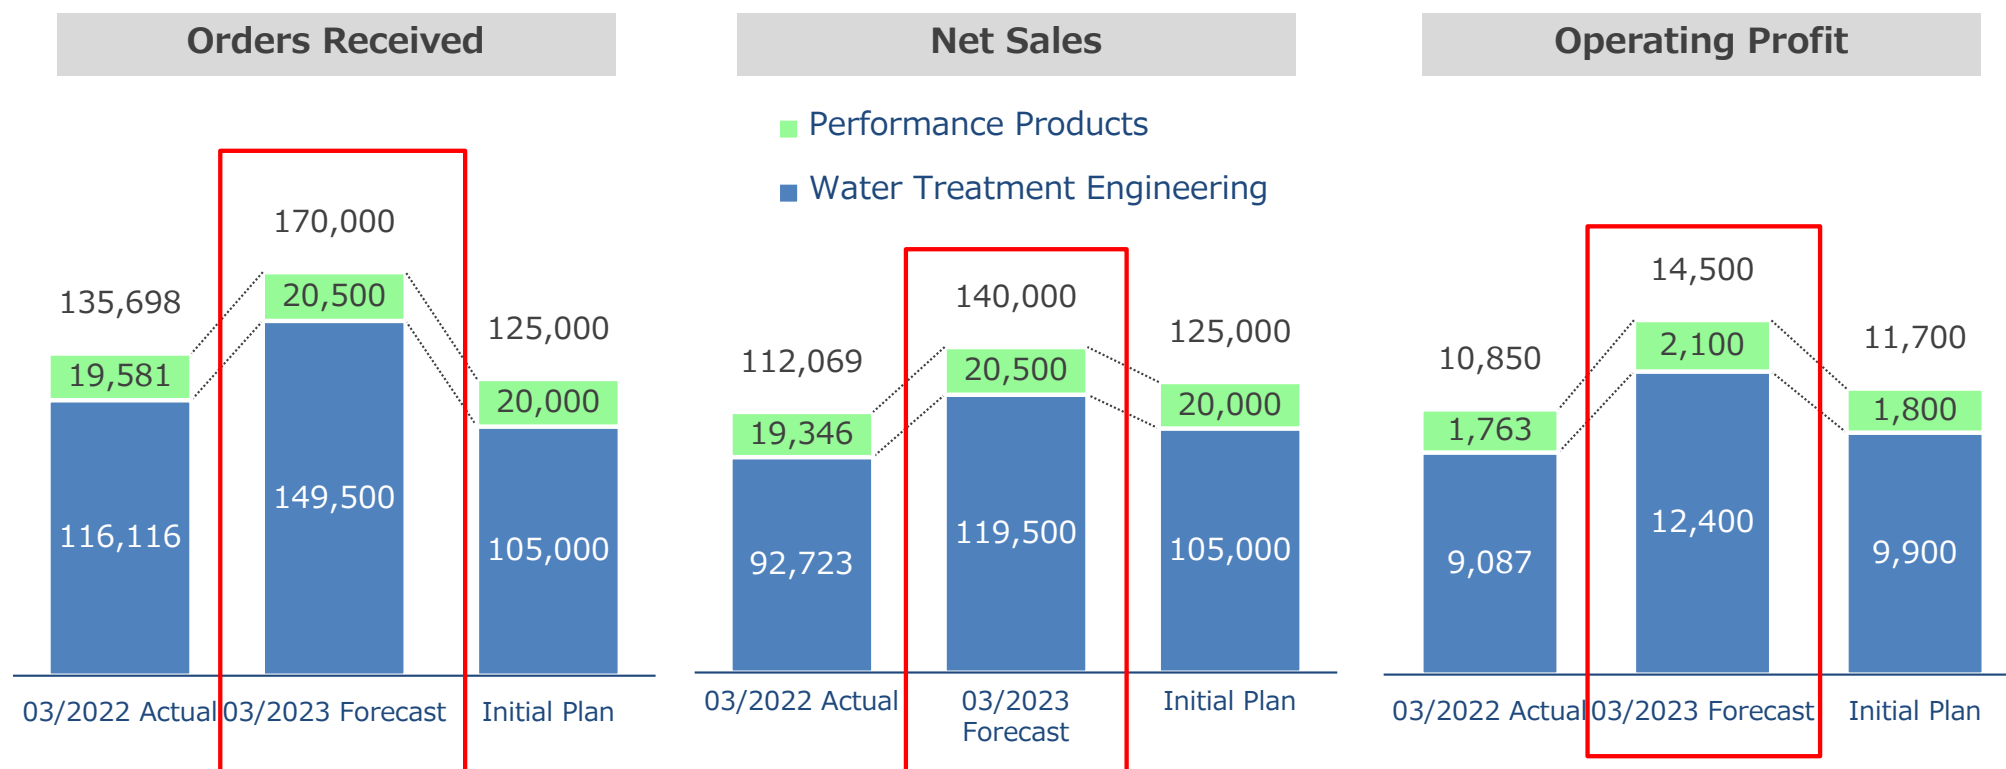 Orders Received
170,000
135,698
125,000
20,500
19,581
20,000
149,500
116,116
105,000
03/2022 Actual
03/2023 Forecast
Initial Plan
Net Sales
Performance Products
Water Treatment Engineering
140,000
125,000
112,069
20,500
20,000
19,346
119,500
105,000
92,723
03/2022 Actual
03/2023
Forecast
Initial Plan
Operating Profit
14,500
11,700
10,850
2,100
1,800
1,763
12,400
9,900
9,087
03/2022 Actual
03/2023 Forecast
Initial Plan